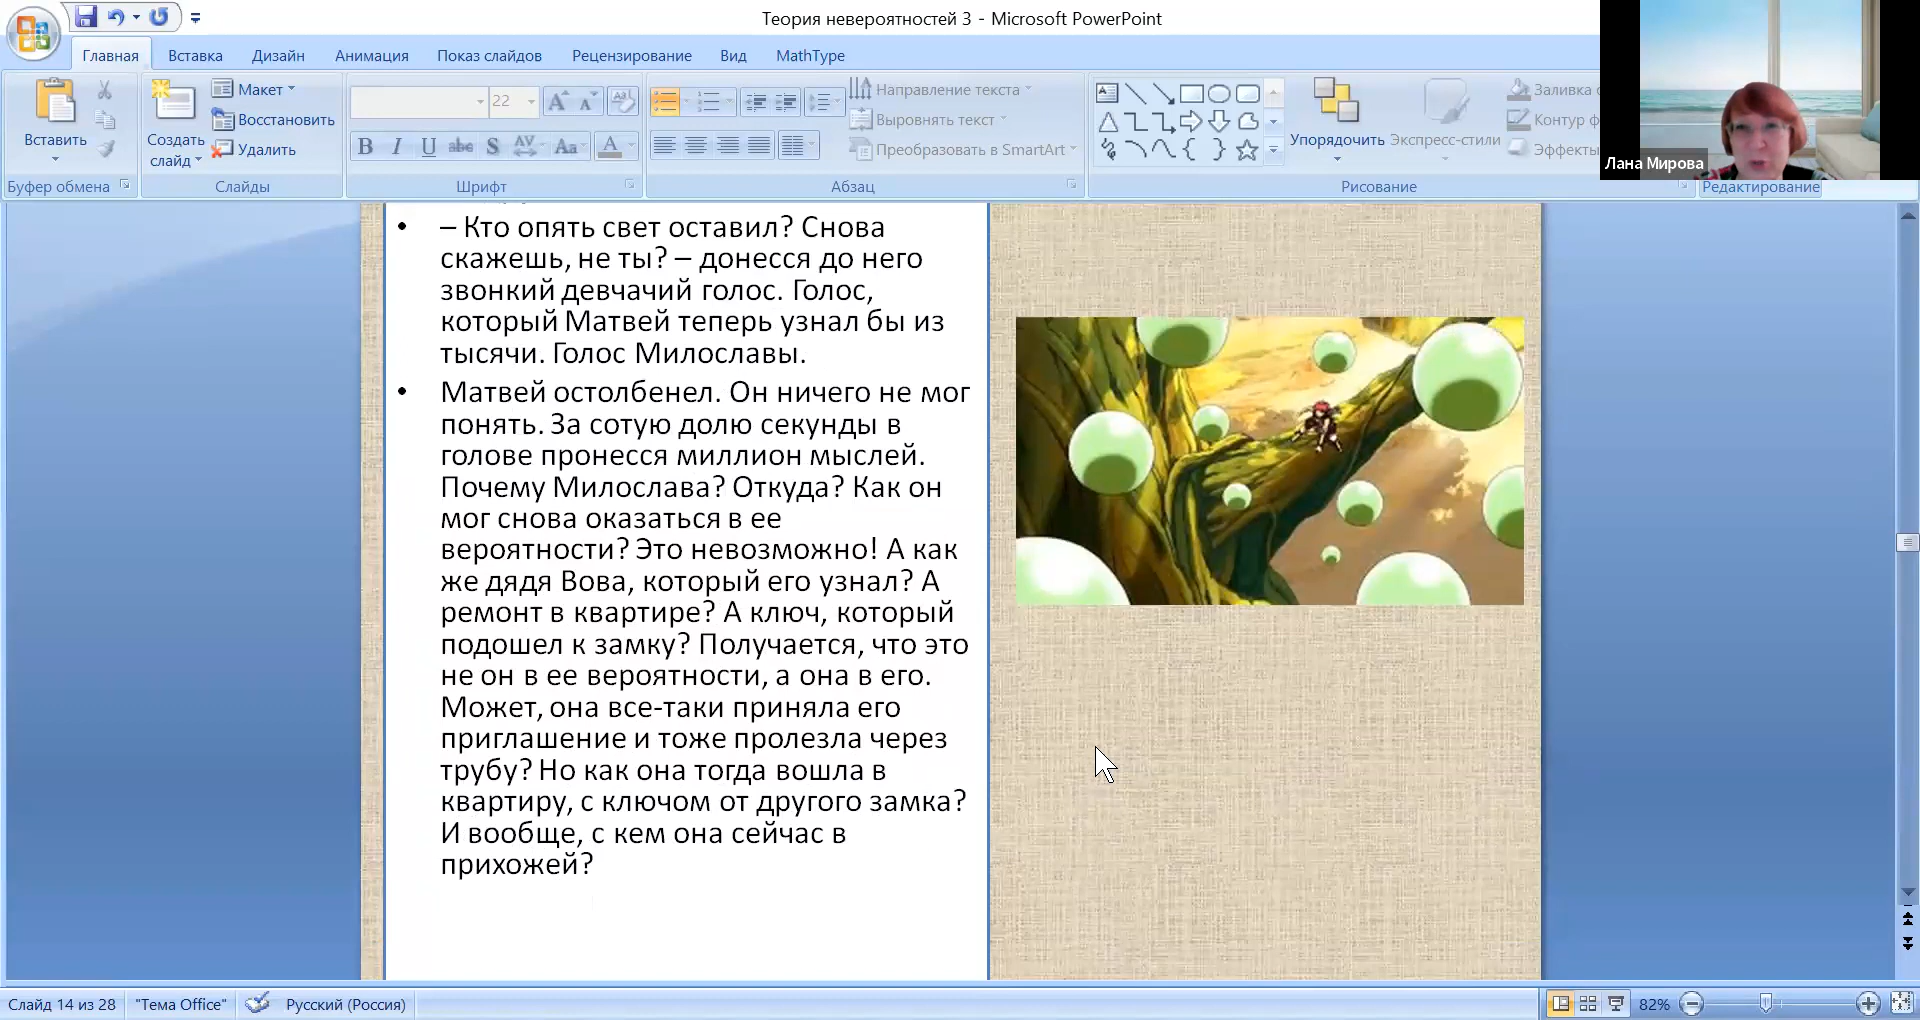 Теория невероятностей 3 - Microsoft PowerPoint
Главная Вставка Дизайн Анимация Показ слайдов Рецензирование Вид MathType
Вставить
Буфер обмена
Создать слайд
Макет
Восстановить
Удалить
Слайды
22
Шрифт
Направление текста
Выровнять текст
Преобразовать в SmartArt
Абзац
Упорядочить
Экспресс-стили
Заливка
Контур ф
Эффекты
Рисование
Редактирование
Лана Мирова
• – Кто опять свет оставил? Снова
скажешь, не ты? – донесся до него
звонкий девчачий голос. Голос,
который Матвей теперь узнал бы из
тысячи. Голос Милославы.
• Матвей остолбенел. Он ничего не мог
понять. За сотую долю секунды в
голове пронесся миллион мыслей.
Почему Милослава? Откуда? Как он
мог снова оказаться в ее
вероятности? Это невозможно! А как
же дядя Вова, который его узнал? А
ремонт в квартире? А ключ, который
подошел к замку? Получается, что это
не он в ее вероятности, а она в его.
Может, она все-таки приняла его
приглашение и тоже пролезла через
трубу? Но как она тогда вошла в
квартиру, с ключом от другого замка?
И вообще, с кем она сейчас в
прихожей?
Слайд 14 из 28 "Тема Office" Русский (Россия) 82%